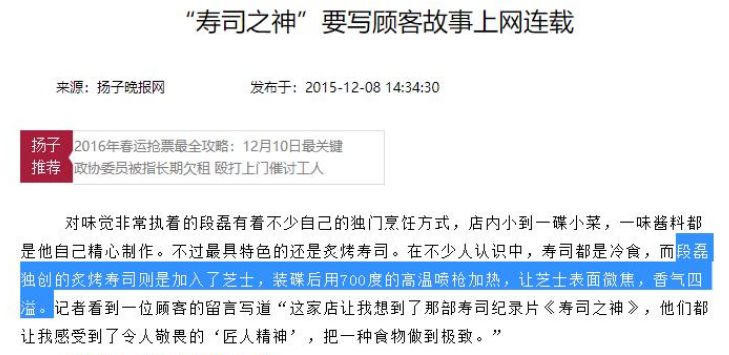 “寿司之神”要写顾客故事上网连载
来源：扬子晚报网 发布于：2015-12-08 14:34:30
扬子
推荐
2016年春运抢票最全攻略：12月10日最关键
政协委员被指长期欠租 殴打上门催讨工人
对味觉非常执着的段磊有着不少自己的独门烹饪方式，店内小到一碟小菜，一味酱料都
是他自己精心制作。不过最具特色的还是炙烤寿司。在不少人认识中，寿司都是冷食，而段磊
独创的炙烤寿司则是加入了芝士，装碟后用700度的高温喷枪加热，让芝士表面微焦，香气四
溢。记者看到一位顾客的留言写道“这家店让我想到了那部寿司纪录片《寿司之神》，他们都
让我感受到了令人敬畏的‘匠人精神’，把一种食物做到极致。”